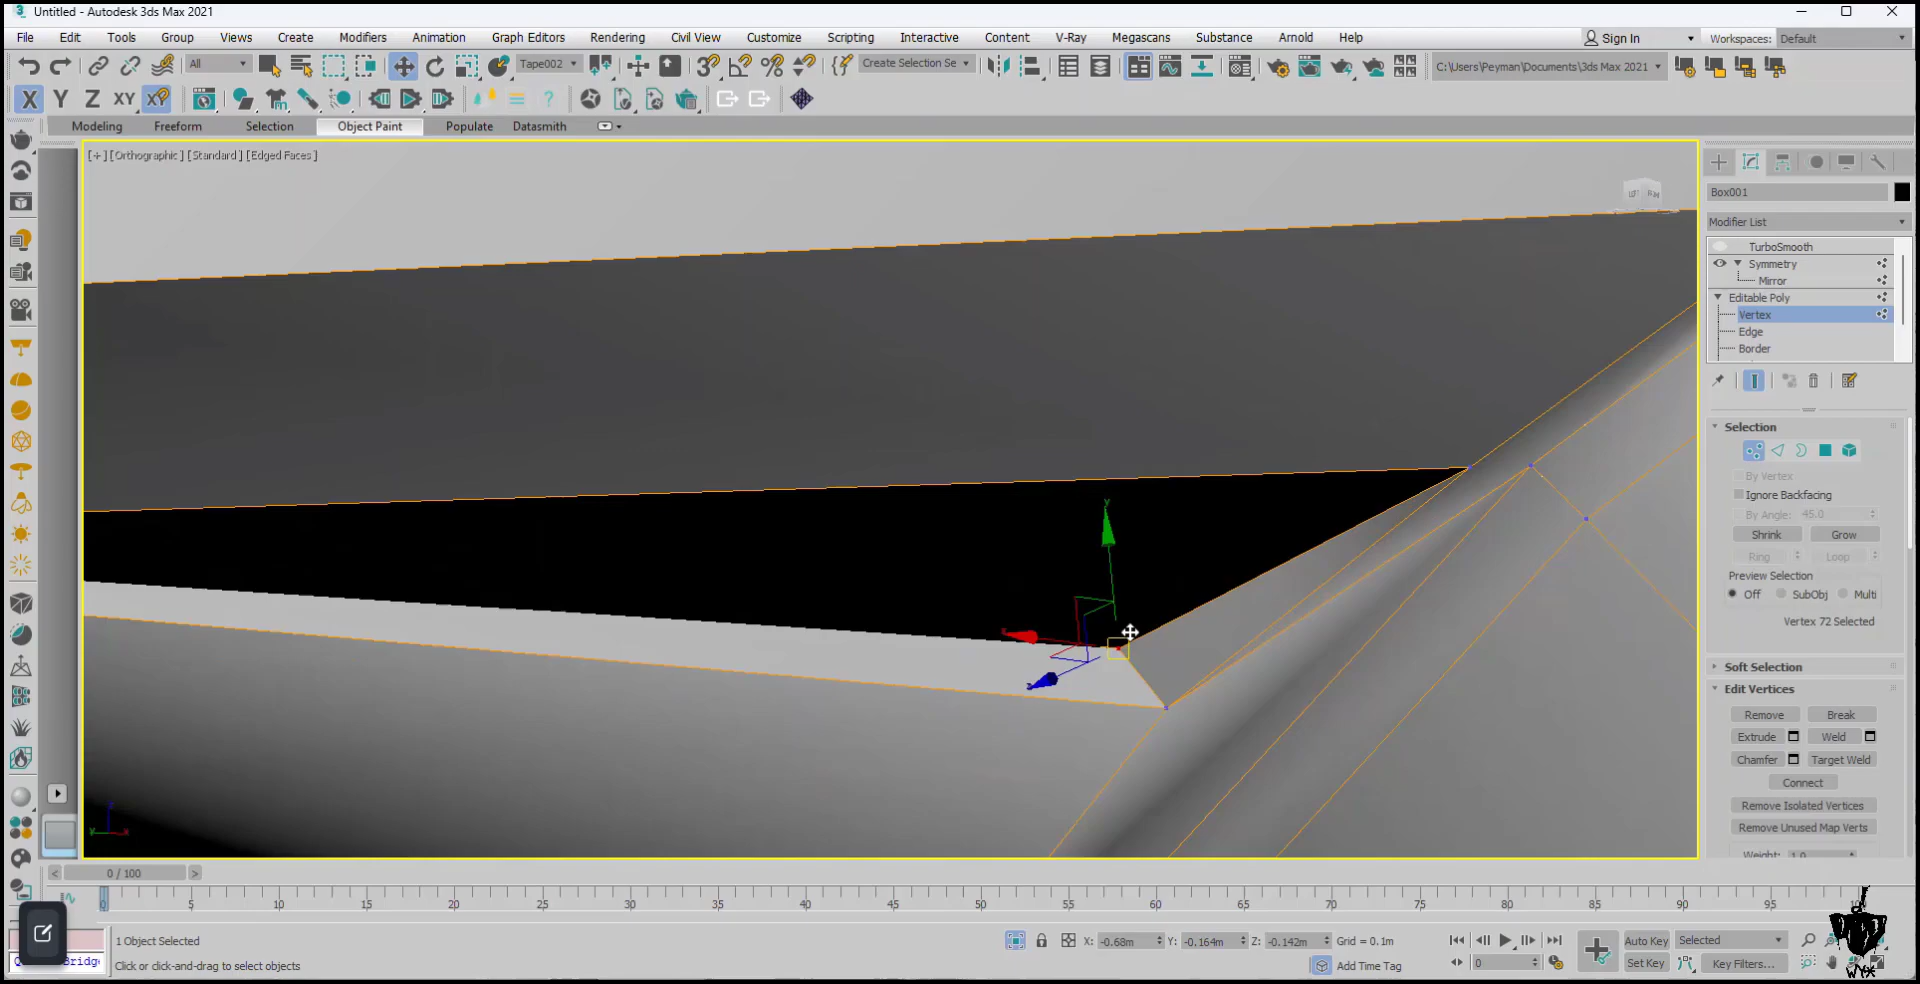 Untitled - Autodesk 3ds Max 2021
File Edit Tools Group Views Create Modifiers Animation Graph Editors Rendering Civil View Customize Scripting Interactive Content V-Ray Megascans Substance Arnold Help
Sign In
Workspaces: Default
All
Tape002
Create Selection Se
C:\Users\Peyman\Documents\3ds Max 2021
X Y Z XY XY
Modeling Freeform Selection Object Paint Populate Datasmith
[+] [Orthographic] [Standard] [Edged Faces]
Box001
Modifier List
TurboSmooth
Symmetry
Mirror
Editable Poly
Vertex
Edge
Border
Selection
By Vertex
Ignore Backfacing
By Angle: 45.0
Shrink Grow
Ring Loop
Preview Selection
Off SubObj Multi
Vertex 72 Selected
Soft Selection
Edit Vertices
Remove Break
Extrude Weld
Chamfer Target Weld
Connect
Remove Isolated Vertices
Remove Unused Map Verts
Weight: 1.0
0 / 100
0 5 10 15 20 25 30 35 40 45 50 55 60 65 70 75 80 85 90 95
1 Object Selected
X: -0.68m Y: -0.164m Z: -0.142m Grid = 0.1m
Auto Key Selected
Click or click-and-drag to select objects
Add Time Tag
0
Set Key Key Filters...